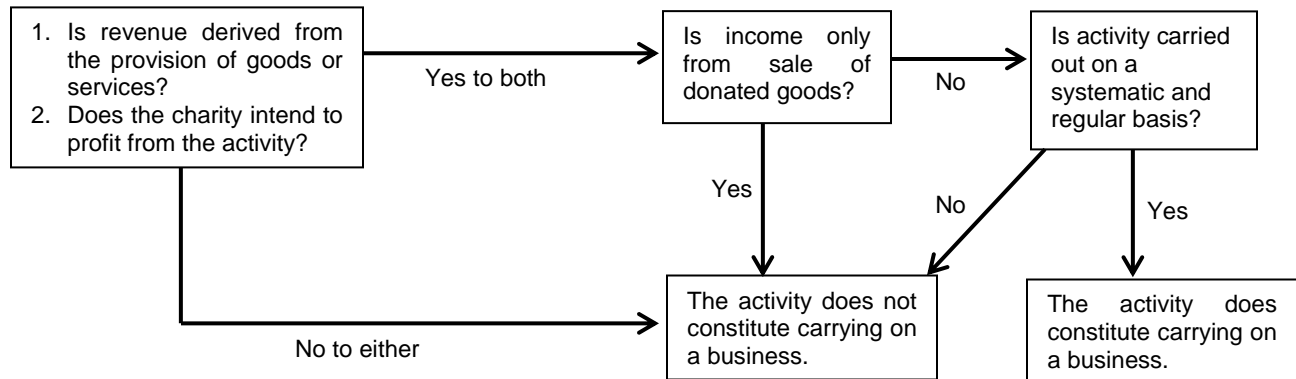 1. Is revenue derived from
the provision of goods or
services?
2. Does the charity intend to
profit from the activity?
Yes to both
Is income only
from sale of
donated goods?
No
Is activity carried
out on a
systematic and
regular basis?
Yes
No
Yes
No to either
The activity does not
constitute carrying on
a business.
The activity does
constitute carrying on
a business.